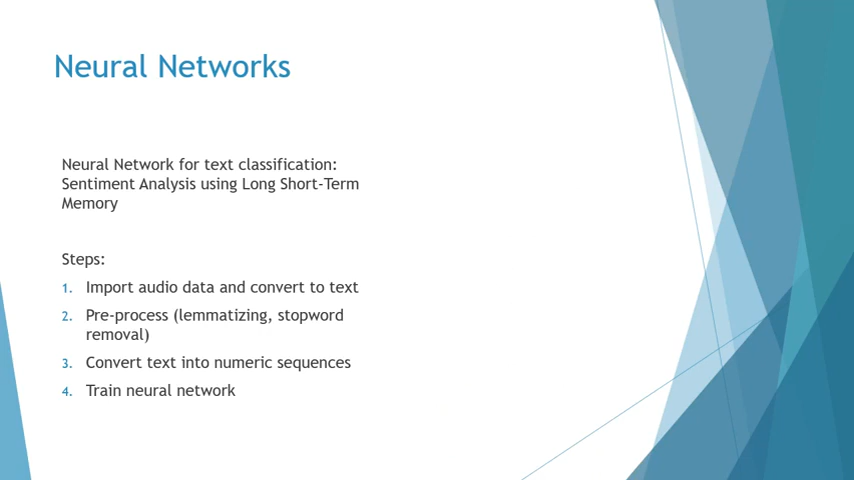 Neural Networks
Neural Network for text classification:
Sentiment Analysis using Long Short-Term
Memory
Steps:
1. Import audio data and convert to text
2. Pre-process (lemmatizing, stopword
removal)
3. Convert text into numeric sequences
4. Train neural network